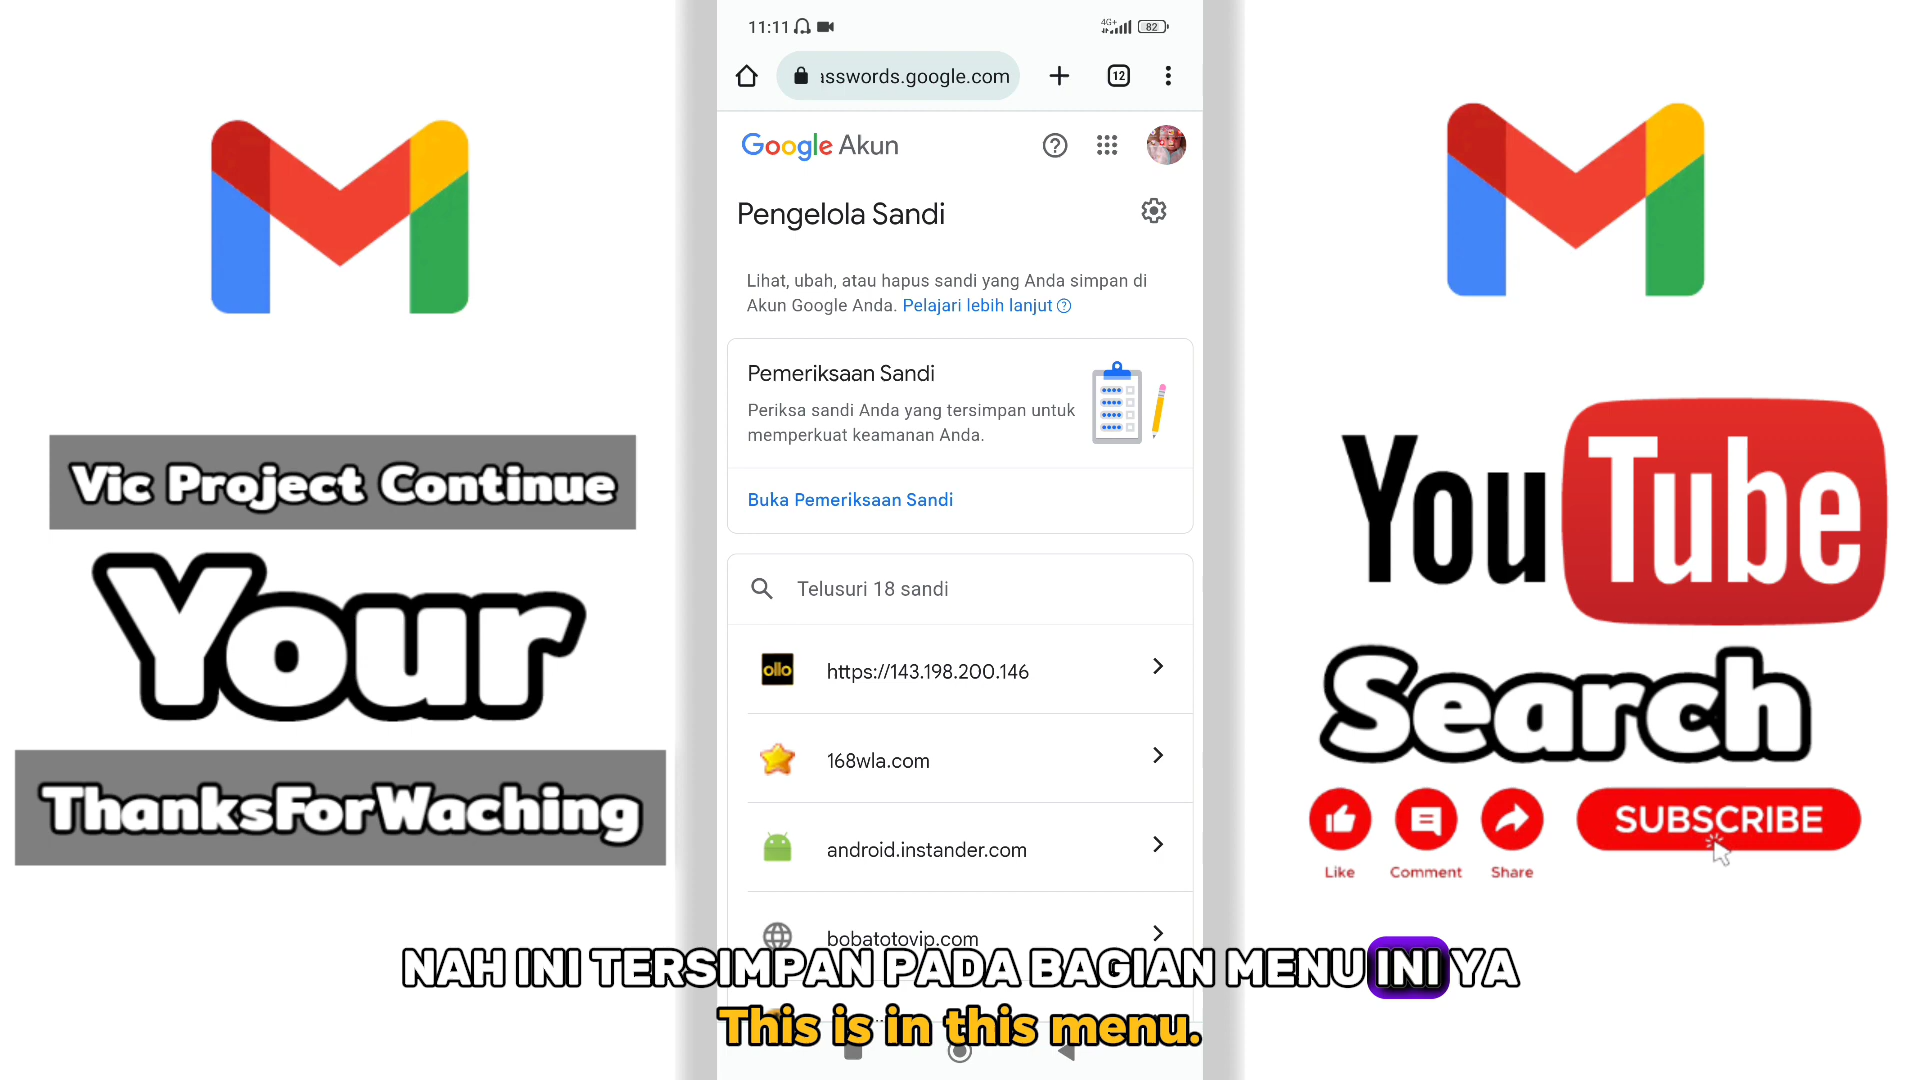 11:11
4G+
82
asswords.google.com
12
Google Akun
Pengelola Sandi
Lihat, ubah, atau hapus sandi yang Anda simpan di
Akun Google Anda. Pelajari lebih lanjut
Pemeriksaan Sandi
Periksa sandi Anda yang tersimpan untuk
memperkuat keamanan Anda.
Buka Pemeriksaan Sandi
Telusuri 18 sandi
ollo
https://143.198.200.146
168wla.com
android.instander.com
bobatotovip.com
Vic Project Continue
Your
ThanksForWaching
YouTube
Search
SUBSCRIBE
Like
Comment
Share
NAH INI TERSIMPAN PADA BAGIAN MENU INI YA
This is in this menu.